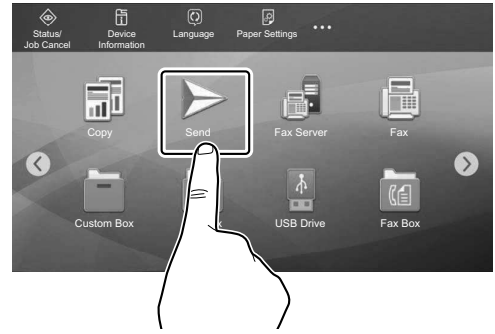 Status/
Job Cancel
Device
Information
Language
Paper Settings
Copy
Send
Fax Server
Fax
Custom Box
USB Drive
Fax Box